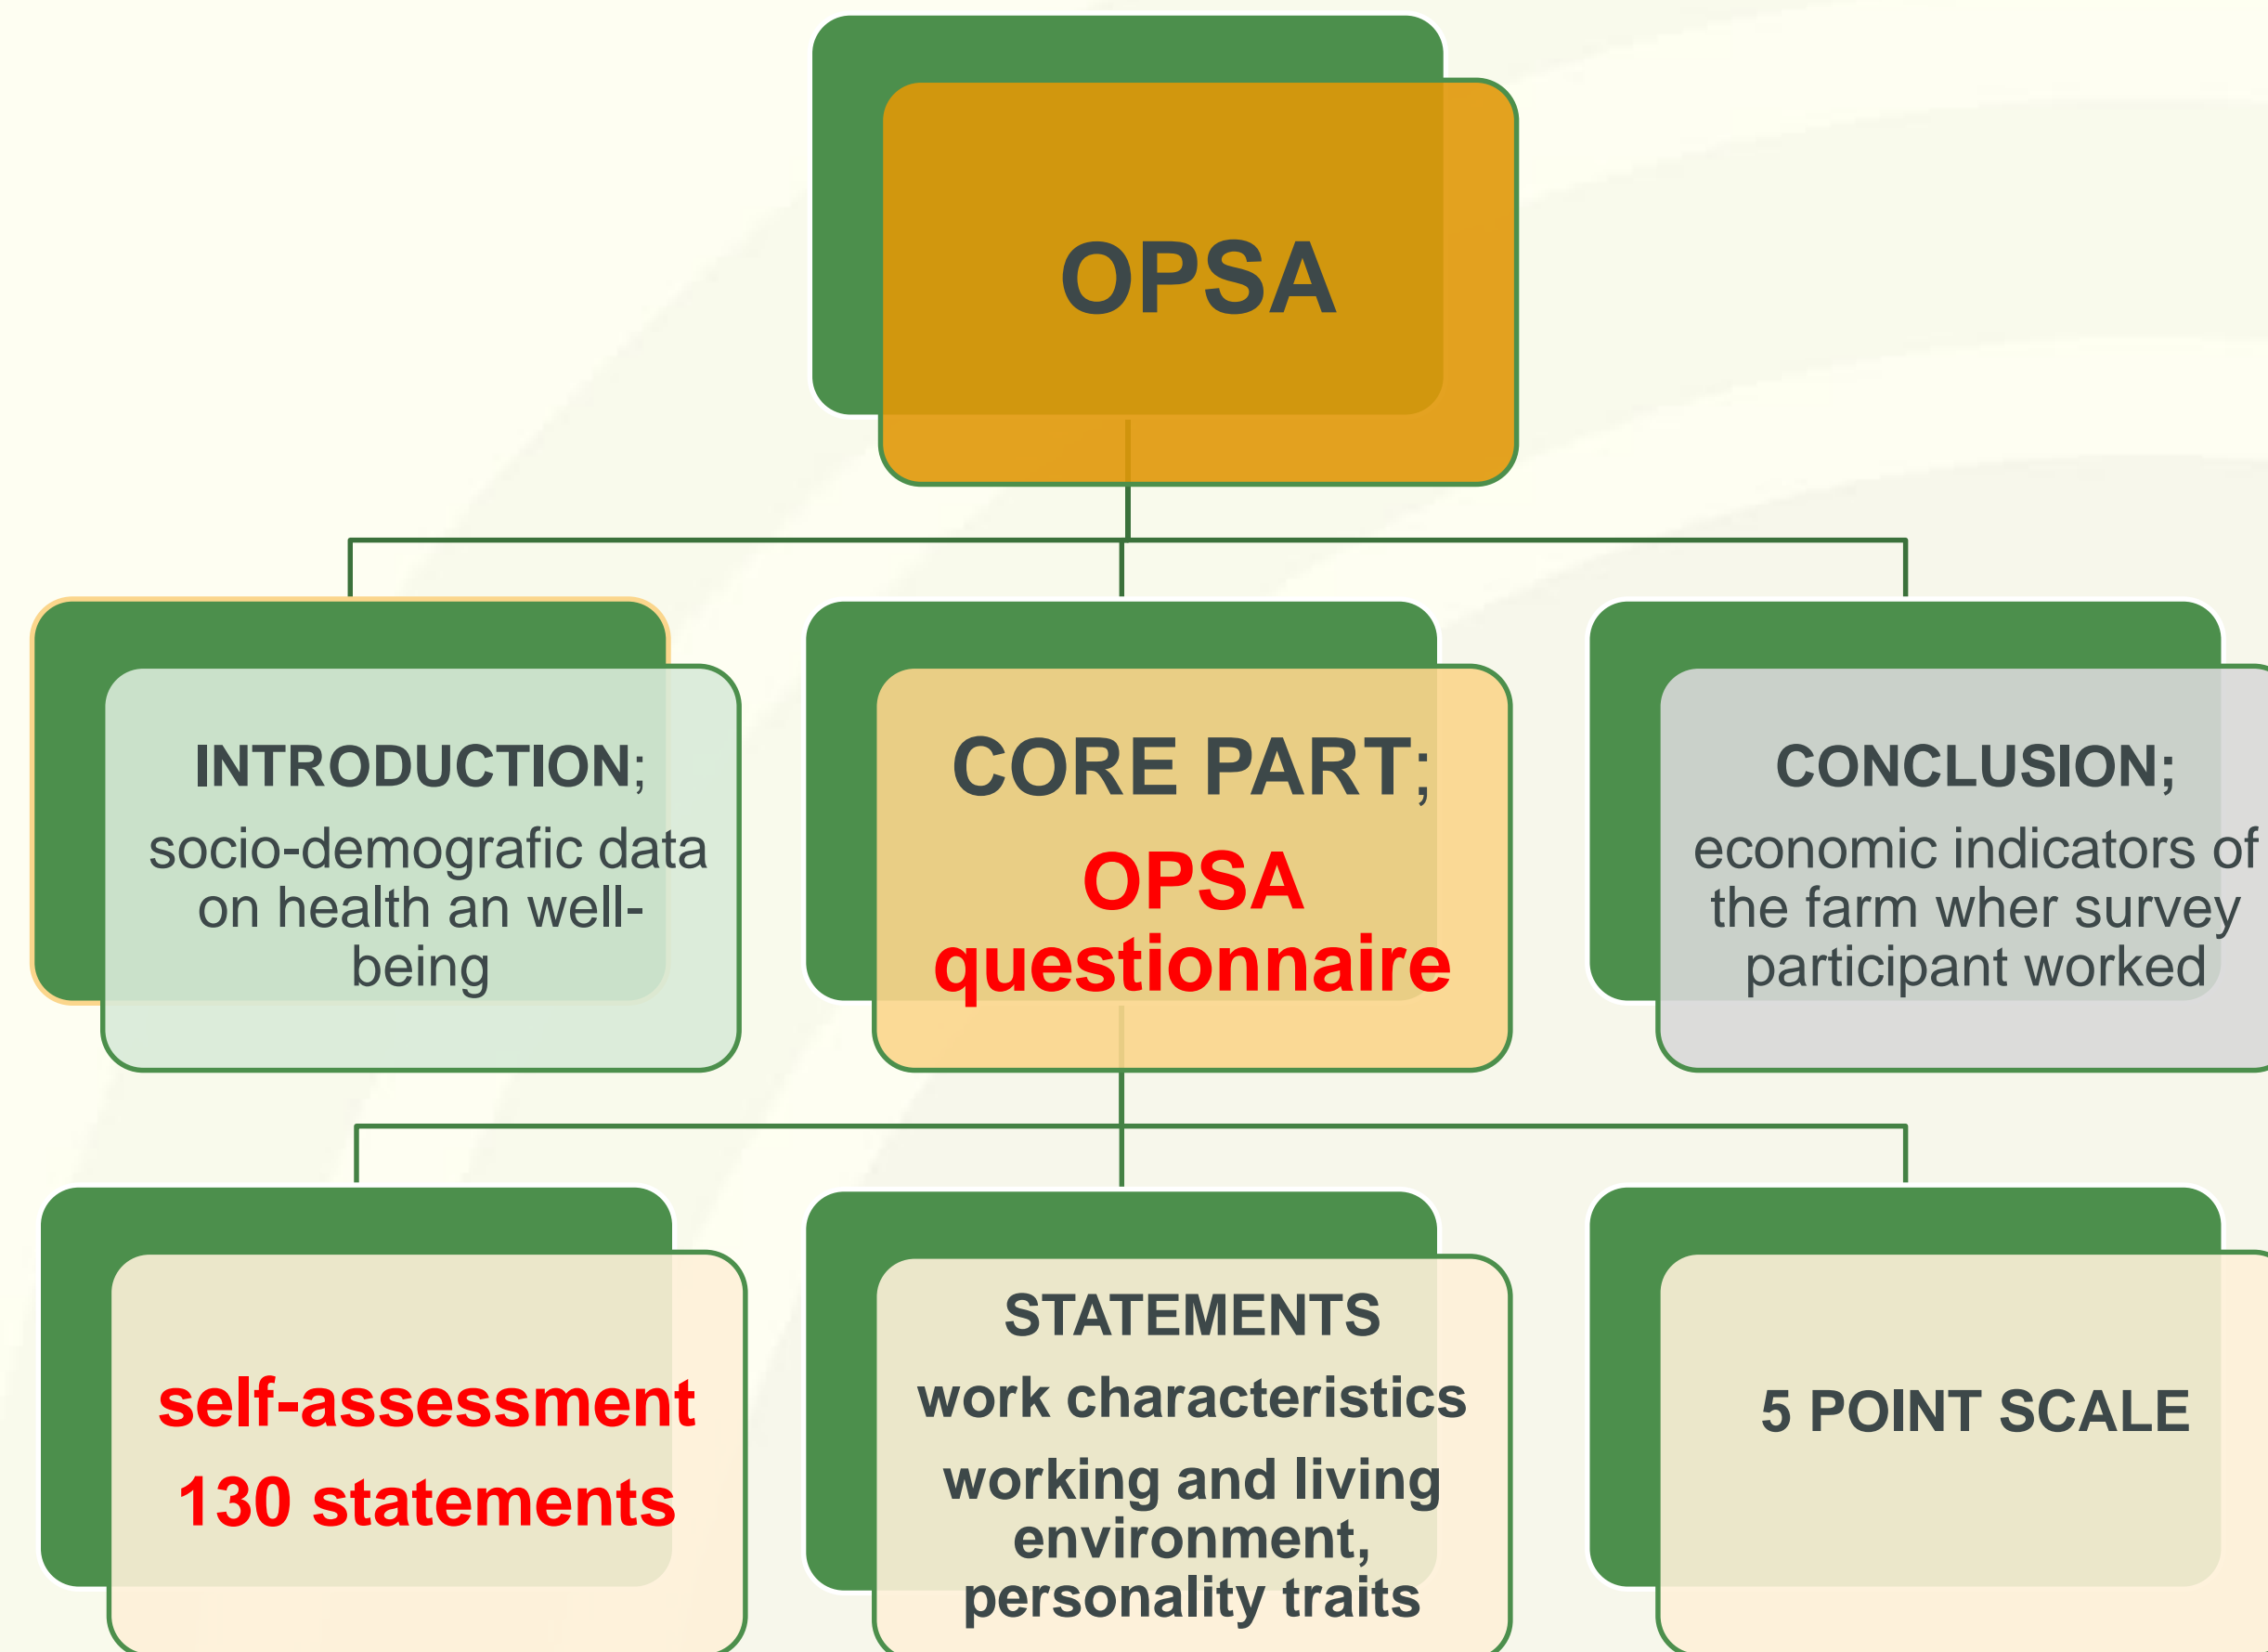 OPSA
INTRODUCTION;
socio-demografic data
on health an well-
being
CORE PART;
OPSA
questionnaire
CONCLUSION;
economic indicators of
the farm wher survey
participant worked
self-assessment
130 statements
STATEMENTS
work characteristics
working and living
environment,
personality traits
5 POINT SCALE